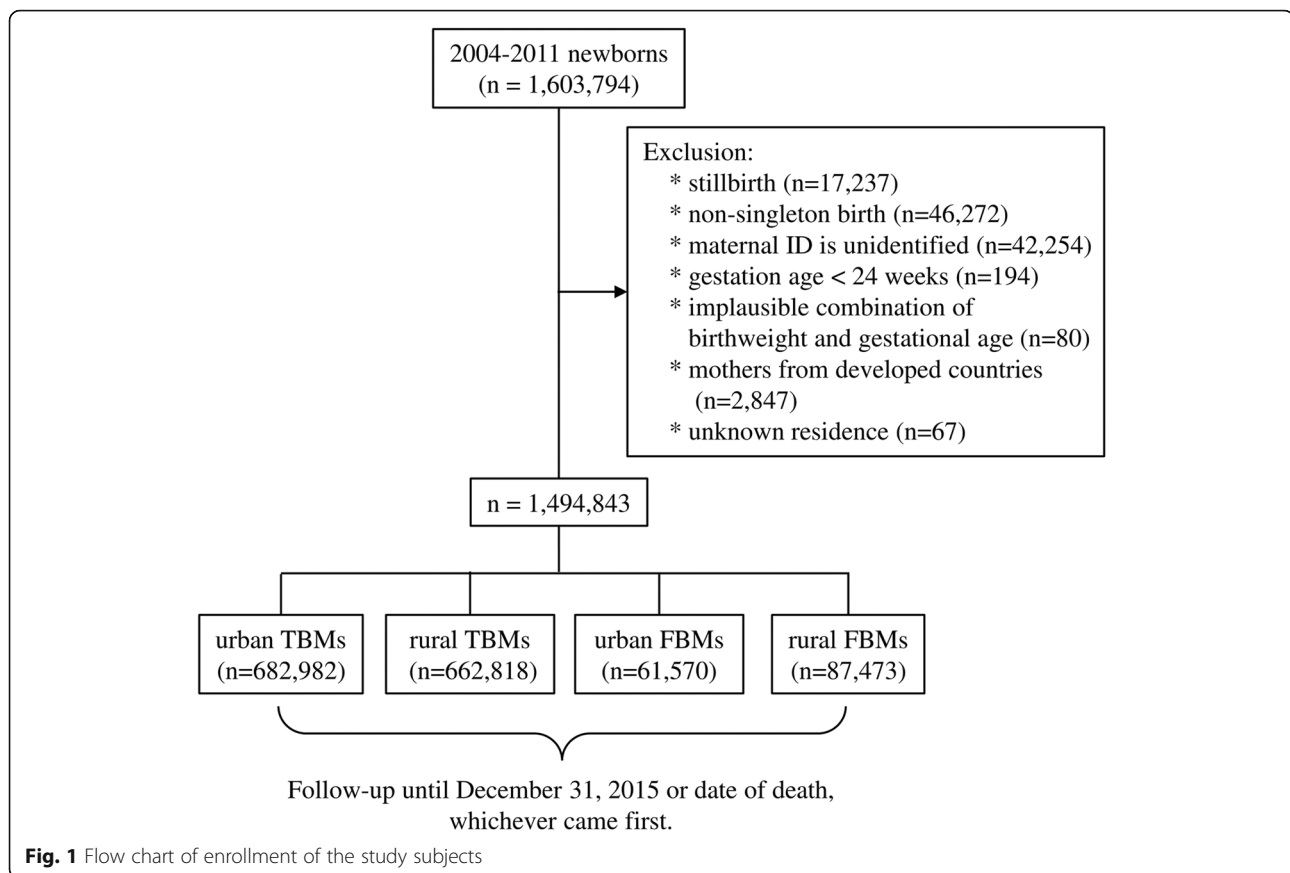 2004-2011 newborns
(n = 1,603,794)
Exclusion:
* stillbirth (n=17,237)
* non-singleton birth (n=46,272)
* maternal ID is unidentified (n=42,254)
* gestation age < 24 weeks (n=194)
* implausible combination of
birthweight and gestational age (n=80)
* mothers from developed countries
(n=2,847)
* unknown residence (n=67)
n = 1,494,843
urban TBMs
(n=682,982)
rural TBMs
(n=662,818)
urban FBMs
(n=61,570)
rural FBMs
(n=87,473)
Follow-up until December 31, 2015 or date of death,
whichever came first.
Fig. 1 Flow chart of enrollment of the study subjects